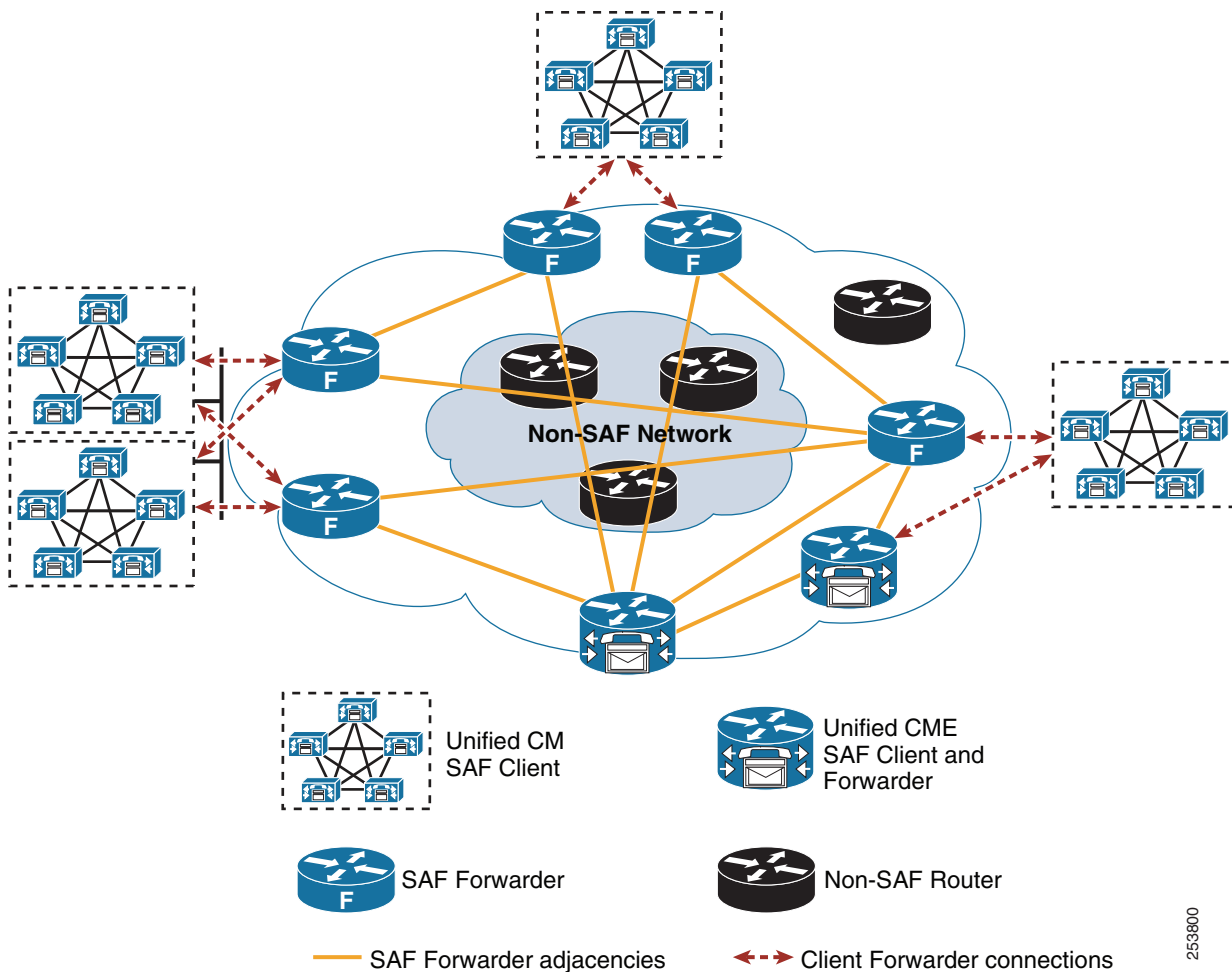 F
F
F
Non-SAF Network
F
F
Unified CM
SAF Client
Unified CME
SAF Client and
Forwarder
F
SAF Forwarder
Non-SAF Router
SAF Forwarder adjacencies
Client Forwarder connections
253800